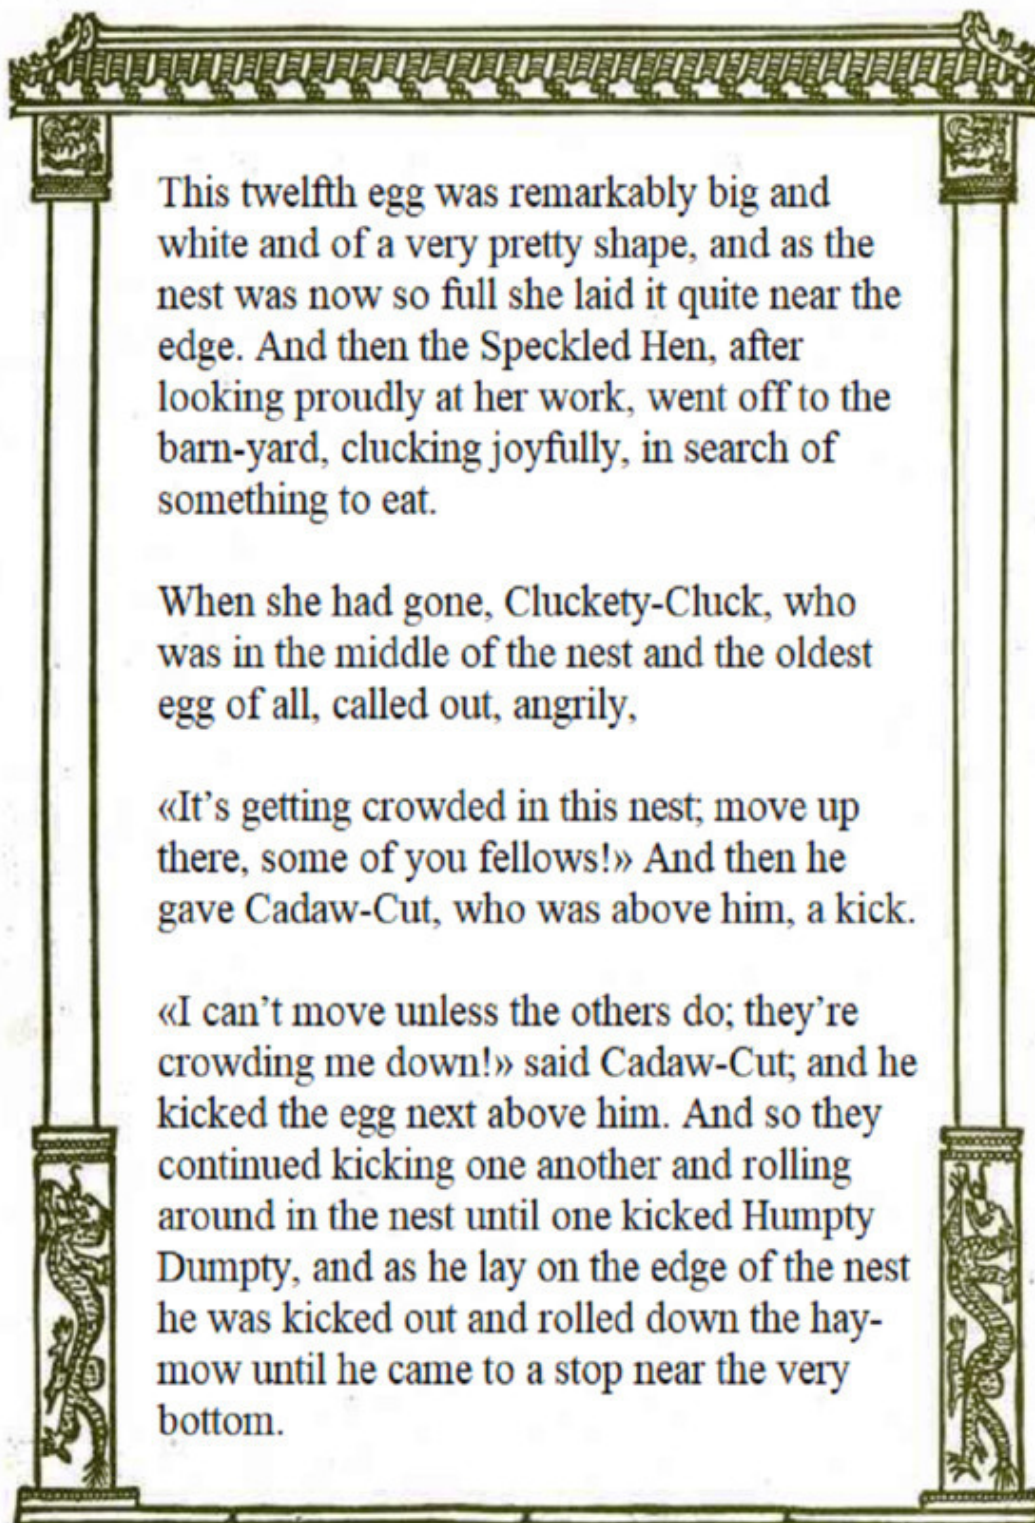 This twelfth egg was remarkably big and
white and of a very pretty shape, and as the
nest was now so full she laid it quite near the
edge. And then the Speckled Hen, after
looking proudly at her work, went off to the
barn-yard, clucking joyfully, in search of
something to eat.
When she had gone, Cluckety-Cluck, who
was in the middle of the nest and the oldest
egg of all, called out, angrily,
«It’s getting crowded in this nest; move up
there, some of you fellows!» And then he
gave Cadaw-Cut, who was above him, a kick.
«I can’t move unless the others do; they’re
crowding me down!» said Cadaw-Cut; and he
kicked the egg next above him. And so they
continued kicking one another and rolling
around in the nest until one kicked Humpty
Dumpty, and as he lay on the edge of the nest
he was kicked out and rolled down the hay-
mow until he came to a stop near the very
bottom.